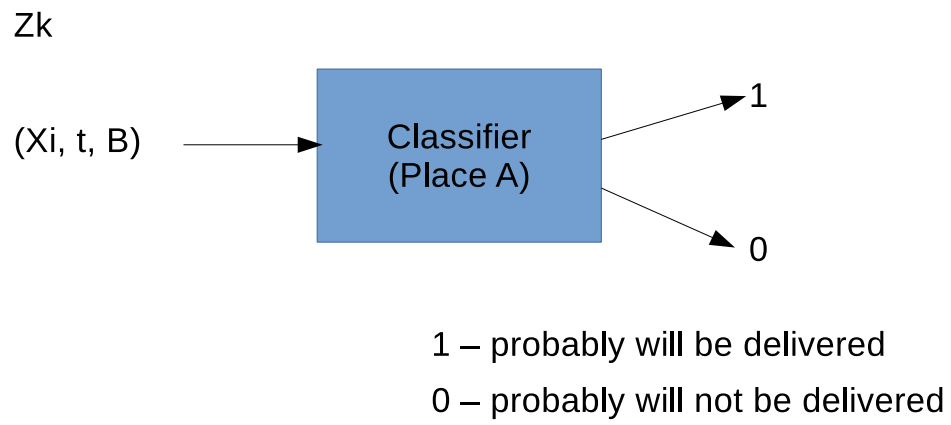 Zk
(Xi, t, B)
Classifier
(Place A)
1
0
1 – probably will be delivered
0 – probably will not be delivered